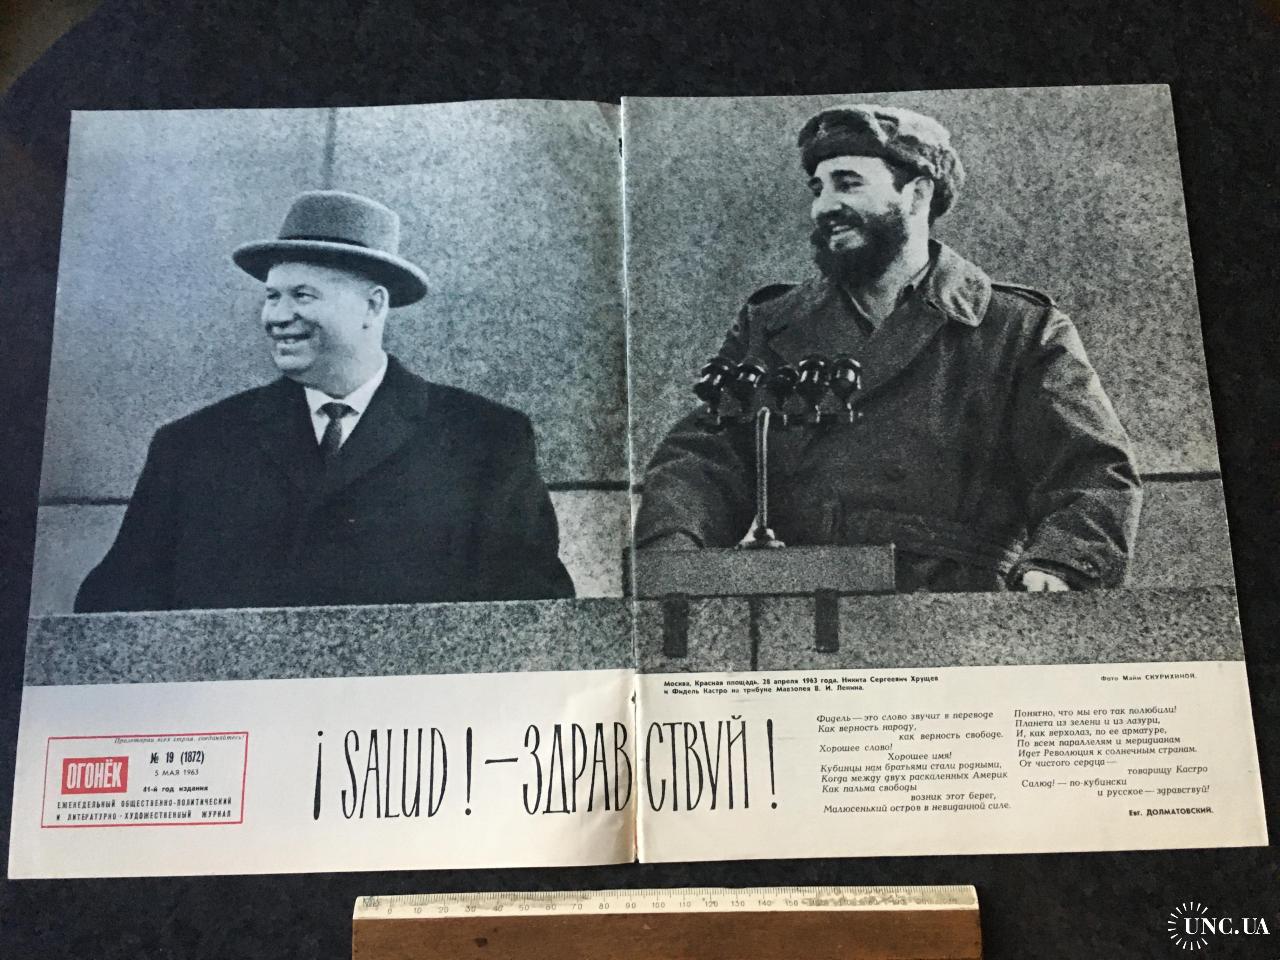 Москва, Красная площадь, 28 апреля 1963 года. Никита Сергеевич Хрущев
и Фидель Кастро на трибуне Мавзолея В. И. Ленина.
Фото Майи СКУРИХИНОЙ.
Пролетарии всех стран, соединяйтесь!
ОГОНЁК
№ 19 (1872)
5 МАЯ 1963
41-й год издания
ЕЖЕНЕДЕЛЬНЫЙ ОБЩЕСТВЕННО-ПОЛИТИЧЕСКИЙ
И ЛИТЕРАТУРНО-ХУДОЖЕСТВЕННЫЙ ЖУРНАЛ
¡SALUD! —ЗДРАВСТВУЙ!
Фидель — это слово звучит в переводе
Как верность народу,
как верность свободе.
Хорошее слово!
Хорошее имя!
Кубинцы нам братьями стали родными,
Когда между двух раскаленных Америк
Как пальма свободы
возник этот берег,
Малюсенький остров в невиданной силе.
Понятно, что мы его так полюбили!
Планета из зелени и из лазури,
И, как верхолаз, по ее арматуре,
По всем параллелям и меридианам
Идет Революция к солнечным странам.
От чистого сердца —
товарищу Кастро
Салюд! — по-кубински
и русское — здравствуй!
Евг. ДОЛМАТОВСКИЙ.
UNC.UA